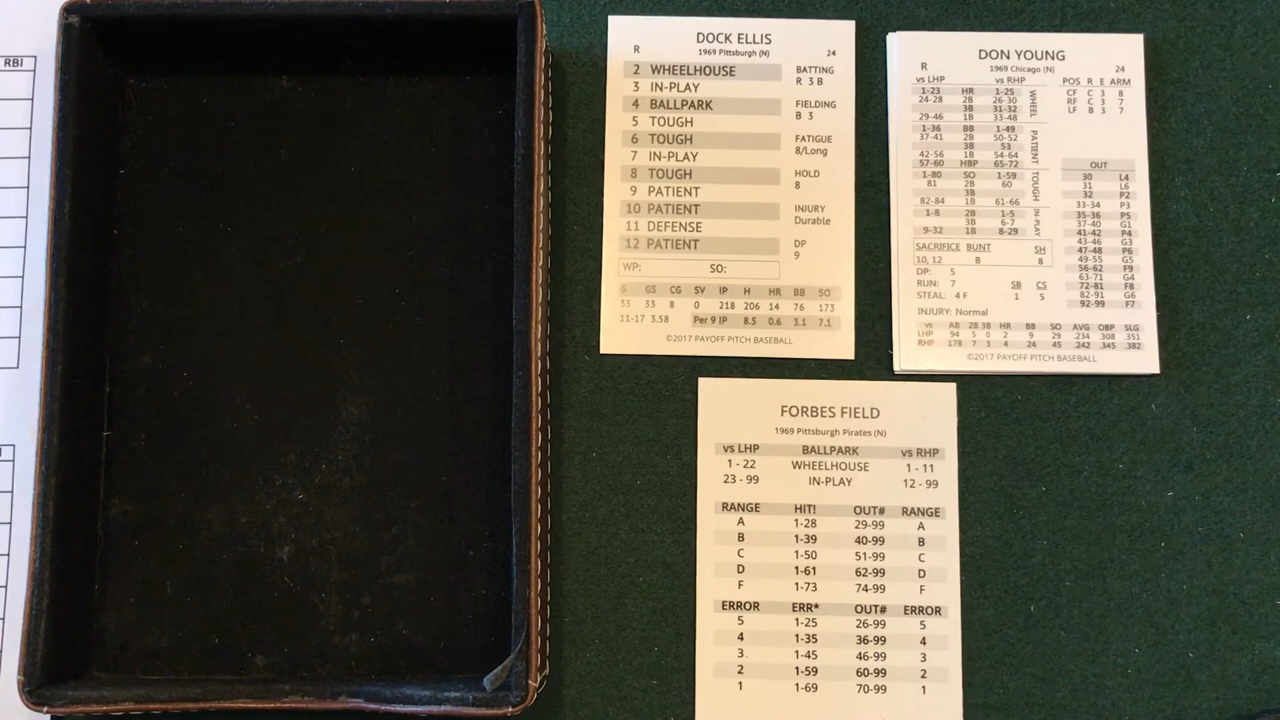 RBI
DOCK ELLIS
R 1969 Pittsburgh (N) 24
2 WHEELHOUSE
3 IN-PLAY
4 BALLPARK
5 TOUGH
6 TOUGH
7 IN-PLAY
8 TOUGH
9 PATIENT
10 PATIENT
11 DEFENSE
12 PATIENT
BATTING
R 3 B
FIELDING
B 3
FATIGUE
8/Long
HOLD
8
INJURY
Durable
DP
9
WP: SO:
G GS CG SV IP H HR BB SO
35 33 8 0 218 206 14 76 173
11-17 3.58 Per 9 IP 8.5 0.6 3.1 7.1
©2017 PAYOFF PITCH BASEBALL
DON YOUNG
R 1969 Chicago (N) 24
vs LHP vs RHP
1-23 HR 1-25
24-28 2B 26-30
3B 31-32
29-46 1B 33-48
WHEEL
1-36 BB 1-49
37-41 2B 50-52
3B 53
42-56 1B 54-64
57-60 HBP 65-72
PATIENT
1-80 SO 1-59
81 2B 60
3B
82-84 1B 61-66
TOUGH
1-8 2B 1-5
3B 6-7
9-32 1B 8-29
IN-PLAY
SACRIFICE BUNT SH
10, 12 B 8
DP: 5
RUN: 7 SB CS
STEAL: 4 F 1 5
INJURY: Normal
POS R E ARM
CF C 3 8
RF C 3 7
LF B 3 7
OUT
30 L4
31 L6
32 P2
33-34 P3
35-36 P5
37-40 G1
41-42 P4
43-46 G3
47-48 P6
49-55 G5
56-62 F9
63-71 G4
72-81 F8
82-91 G6
92-99 F7
vs AB 2B 3B HR BB SO AVG OBP SLG
LHP 94 5 0 2 9 29 .234 .308 .351
RHP 178 7 3 4 24 45 .242 .345 .382
©2017 PAYOFF PITCH BASEBALL
FORBES FIELD
1969 Pittsburgh Pirates (N)
vs LHP BALLPARK vs RHP
1 - 22 WHEELHOUSE 1 - 11
23 - 99 IN-PLAY 12 - 99
RANGE HIT! OUT# RANGE
A 1-28 29-99 A
B 1-39 40-99 B
C 1-50 51-99 C
D 1-61 62-99 D
F 1-73 74-99 F
ERROR ERR* OUT# ERROR
5 1-25 26-99 5
4 1-35 36-99 4
3 1-45 46-99 3
2 1-59 60-99 2
1 1-69 70-99 1